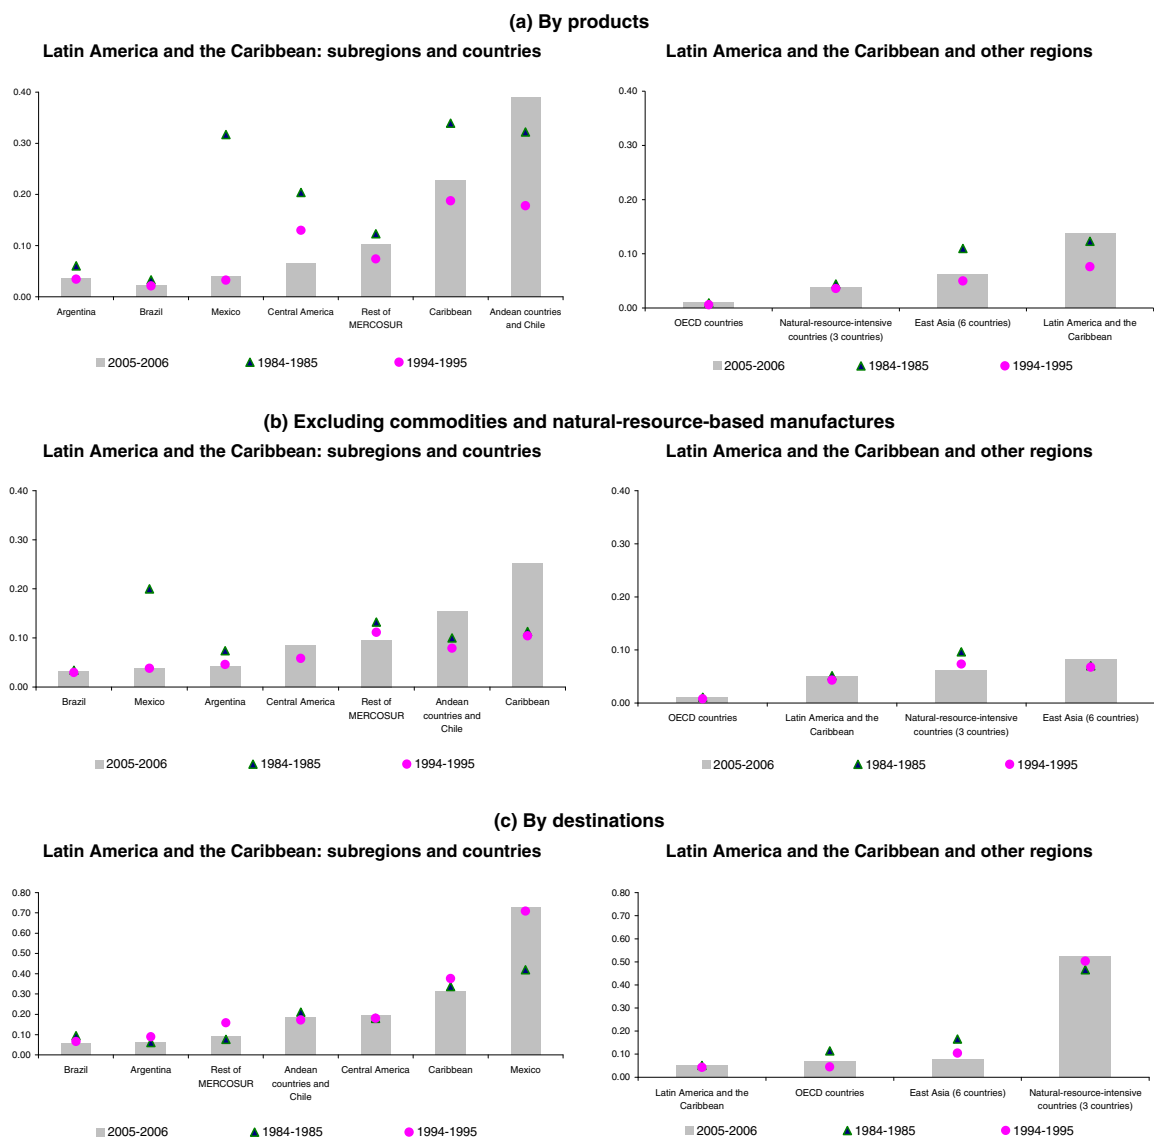 (a) By products
Latin America and the Caribbean: subregions and countries
0.40
0.30
0.20
0.10
0.00
Argentina
Brazil
Mexico
Central America
Rest of
MERCOSUR
Caribbean
Andean countries
and Chile
2005-2006
1984-1985
1994-1995
Latin America and the Caribbean and other regions
0.40
0.30
0.20
0.10
0.00
OECD countries
Natural-resource-intensive
countries (3 countries)
East Asia (6 countries)
Latin America and the
Caribbean
2005-2006
1984-1985
1994-1995
(b) Excluding commodities and natural-resource-based manufactures
Latin America and the Caribbean: subregions and countries
0.40
0.30
0.20
0.10
0.00
Brazil
Mexico
Argentina
Central America
Rest of
MERCOSUR
Andean
countries and
Chile
Caribbean
2005-2006
1984-1985
1994-1995
Latin America and the Caribbean and other regions
0.40
0.30
0.20
0.10
0.00
OECD countries
Latin America and the
Caribbean
Natural-resource-intensive
countries (3 countries)
East Asia (6 countries)
2005-2006
1984-1985
1994-1995
(c) By destinations
Latin America and the Caribbean: subregions and countries
0.80
0.70
0.60
0.50
0.40
0.30
0.20
0.10
0.00
Brazil
Argentina
Rest of
MERCOSUR
Andean
countries and
Chile
Central America
Caribbean
Mexico
2005-2006
1984-1985
1994-1995
Latin America and the Caribbean and other regions
0.80
0.70
0.60
0.50
0.40
0.30
0.20
0.10
0.00
Latin America and the
Caribbean
OECD countries
East Asia (6 countries)
Natural-resource-intensive
countries (3 countries)
2005-2006
1984-1985
1994-1995